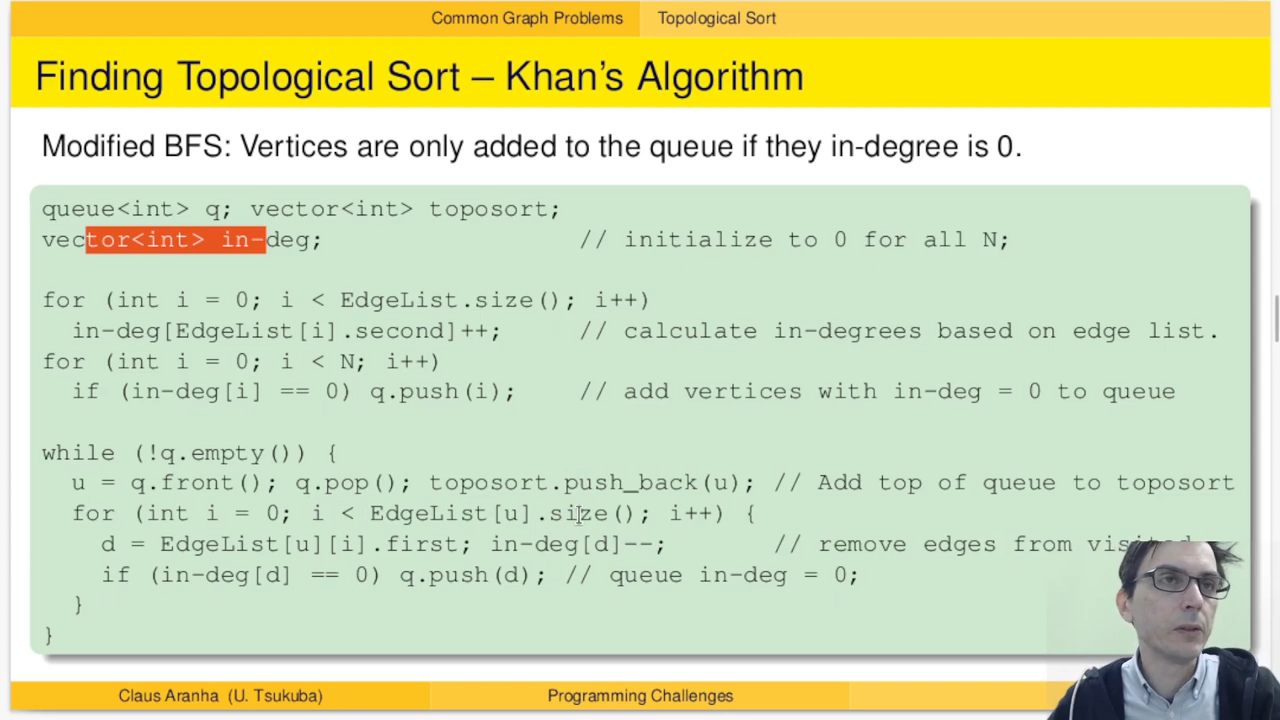 Common Graph Problems Topological Sort
Finding Topological Sort – Khan's Algorithm
Modified BFS: Vertices are only added to the queue if they in-degree is 0.
queue<int> q; vector<int> toposort;
vector<int> in-deg; // initialize to 0 for all N;
for (int i = 0; i < EdgeList.size(); i++)
in-deg[EdgeList[i].second]++; // calculate in-degrees based on edge list.
for (int i = 0; i < N; i++)
if (in-deg[i] == 0) q.push(i); // add vertices with in-deg = 0 to queue
while (!q.empty()) {
u = q.front(); q.pop(); toposort.push_back(u); // Add top of queue to toposort
for (int i = 0; i < EdgeList[u].size(); i++) {
d = EdgeList[u][i].first; in-deg[d]--; // remove edges from
if (in-deg[d] == 0) q.push(d); // queue in-deg = 0;
}
}
Claus Aranha (U. Tsukuba) Programming Challenges